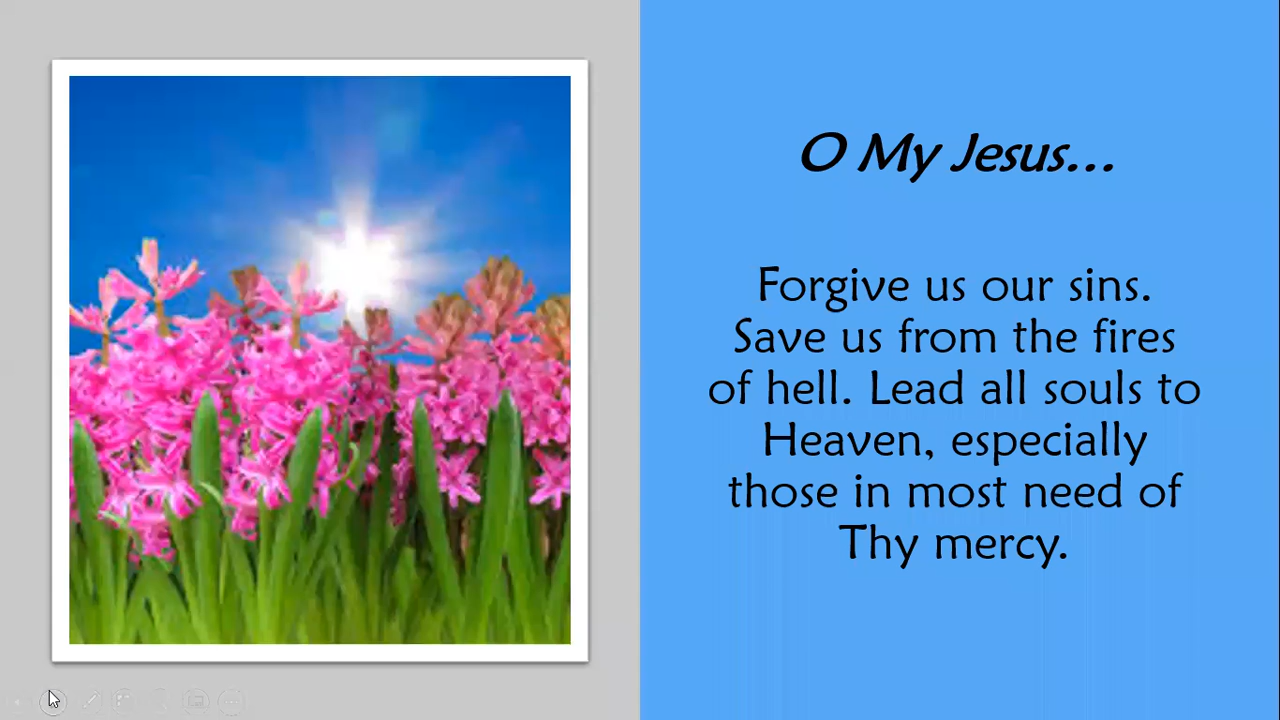 O My Jesus...
Forgive us our sins.
Save us from the fires
of hell. Lead all souls to
Heaven, especially
those in most need of
Thy mercy.